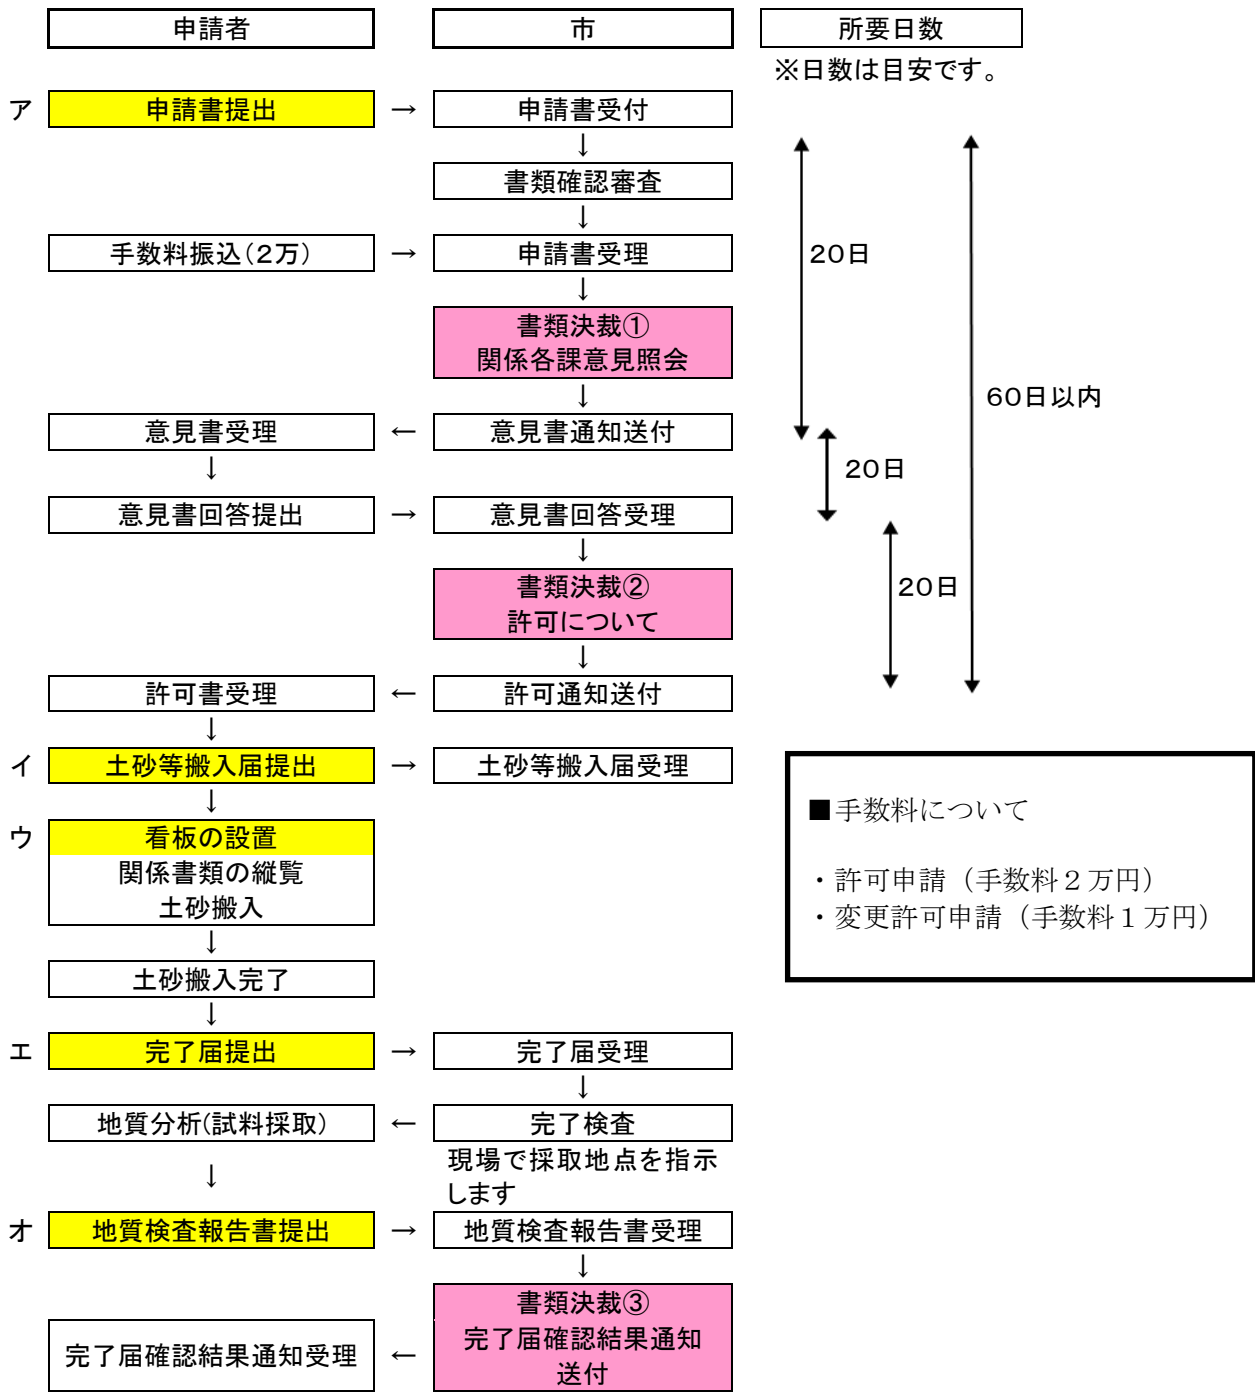 申請者
市
所要日数
※日数は目安です。
ア
申請書提出
→
申請書受付
↓
書類確認審査
↓
手数料振込（２万）
→
申請書受理
20日
↓
書類決裁①
関係各課意見照会
60日以内
↓
意見書受理
←
意見書通知送付
↓
20日
意見書回答提出
→
意見書回答受理
↓
書類決裁②
許可について
20日
↓
許可書受理
←
許可通知送付
↓
イ
土砂等搬入届提出
→
土砂等搬入届受理
↓
ウ
看板の設置
関係書類の縦覧
土砂搬入
↓
土砂搬入完了
↓
■手数料について
・許可申請（手数料２万円）
・変更許可申請（手数料１万円）
エ
完了届提出
→
完了届受理
↓
地質分析(試料採取)
←
完了検査
現場で採取地点を指示
します
↓
オ
地質検査報告書提出
→
地質検査報告書受理
↓
書類決裁③
完了届確認結果通知
送付
完了届確認結果通知受理
←